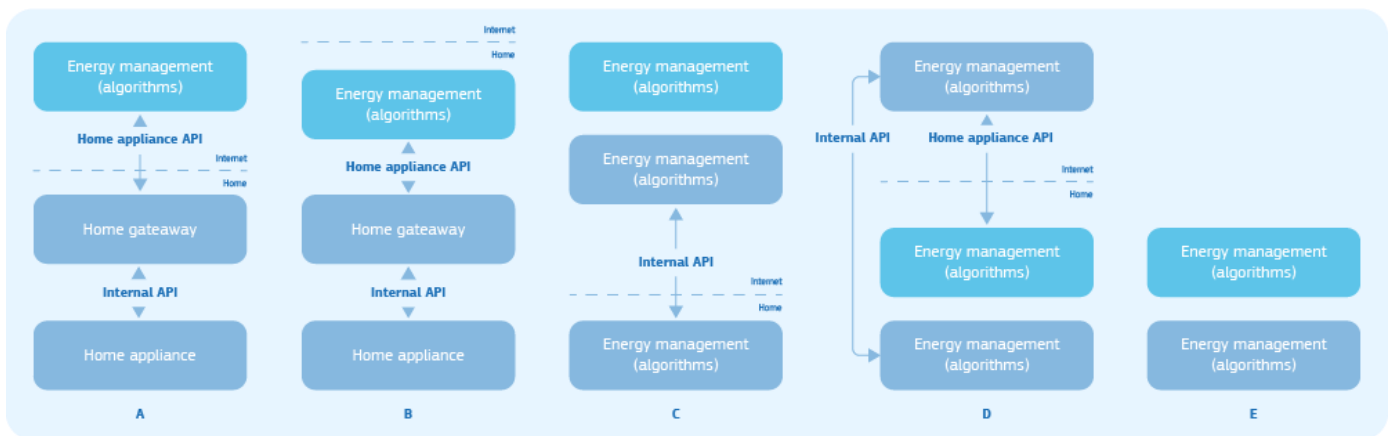 Energy management
(algorithms)
Home appliance API
Internet
Home
Home gateaway
Internal API
Home appliance
A
Internet
Home
Energy management
(algorithms)
Home appliance API
Home gateaway
Internal API
Home appliance
B
Energy management
(algorithms)
Energy management
(algorithms)
Internal API
Internet
Home
Energy management
(algorithms)
C
Energy management
(algorithms)
Internal API
Home appliance API
Internet
Home
Energy management
(algorithms)
Energy management
(algorithms)
D
Energy management
(algorithms)
Energy management
(algorithms)
E